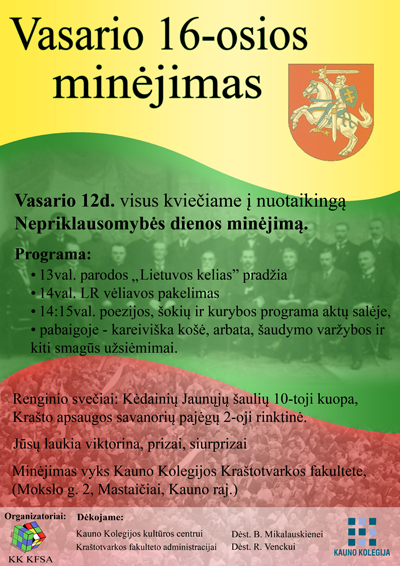 Vasario 16-osios
minėjimas
Vasario 12d. visus kviečiame į nuotaikingą
Nepriklausomybės dienos minėjimą.
Programa:
• 13val. parodos „Lietuvos kelias” pradžia
• 14val. LR vėliavos pakelimas
• 14:15val. poezijos, šokių ir kurybos programa aktų salėje,
• pabaigoje - kareiviška košė, arbata, šaudymo varžybos ir
kiti smagūs užsiėmimai.
Renginio svečiai: Kėdainių Jaunųjų šaulių 10-toji kuopa,
Krašto apsaugos savanorių pajėgų 2-oji rinktinė.
Jūsų laukia viktorina, prizai, siurprizai
Minėjimas vyks Kauno Kolegijos Kraštotvarkos fakultete,
(Mokslo g. 2, Mastaičiai, Kauno raj.)
Organizatoriai:
KK KFSA
Dėkojame:
Kauno Kolegijos kultūros centrui
Kraštotvarkos fakulteto administracijai
Dėst. B. Mikalauskienei
Dėst. R. Venckui
KAUNO KOLEGIJA